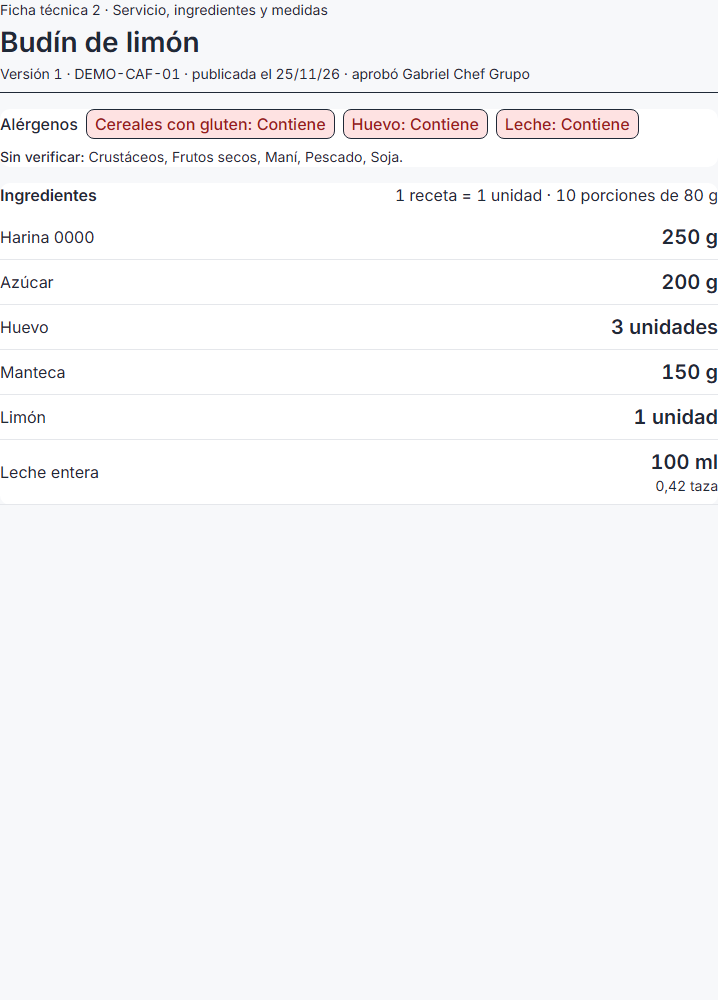 Ficha técnica 2 · Servicio, ingredientes y medidas
Budín de limón
Versión 1 · DEMO-CAF-01 · publicada el 25/11/26 · aprobó Gabriel Chef Grupo
Alérgenos Cereales con gluten: Contiene Huevo: Contiene Leche: Contiene
Sin verificar: Crustáceos, Frutos secos, Maní, Pescado, Soja.
Ingredientes 1 receta = 1 unidad · 10 porciones de 80 g
Harina 0000 250 g
Azúcar 200 g
Huevo 3 unidades
Manteca 150 g
Limón 1 unidad
Leche entera 100 ml
0,42 taza